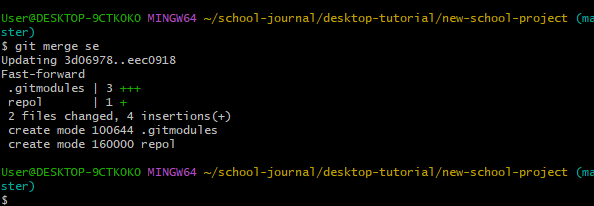 User@DESKTOP-9CTKOKO MINGW64 ~/school-journal/desktop-tutorial/new-school-project (ma
ster)
$ git merge se
Updating 3d06978..eec0918
Fast-forward
 .gitmodules | 3 +++
 repol       | 1 +
 2 files changed, 4 insertions(+)
 create mode 100644 .gitmodules
 create mode 160000 repol
User@DESKTOP-9CTKOKO MINGW64 ~/school-journal/desktop-tutorial/new-school-project (ma
ster)
$